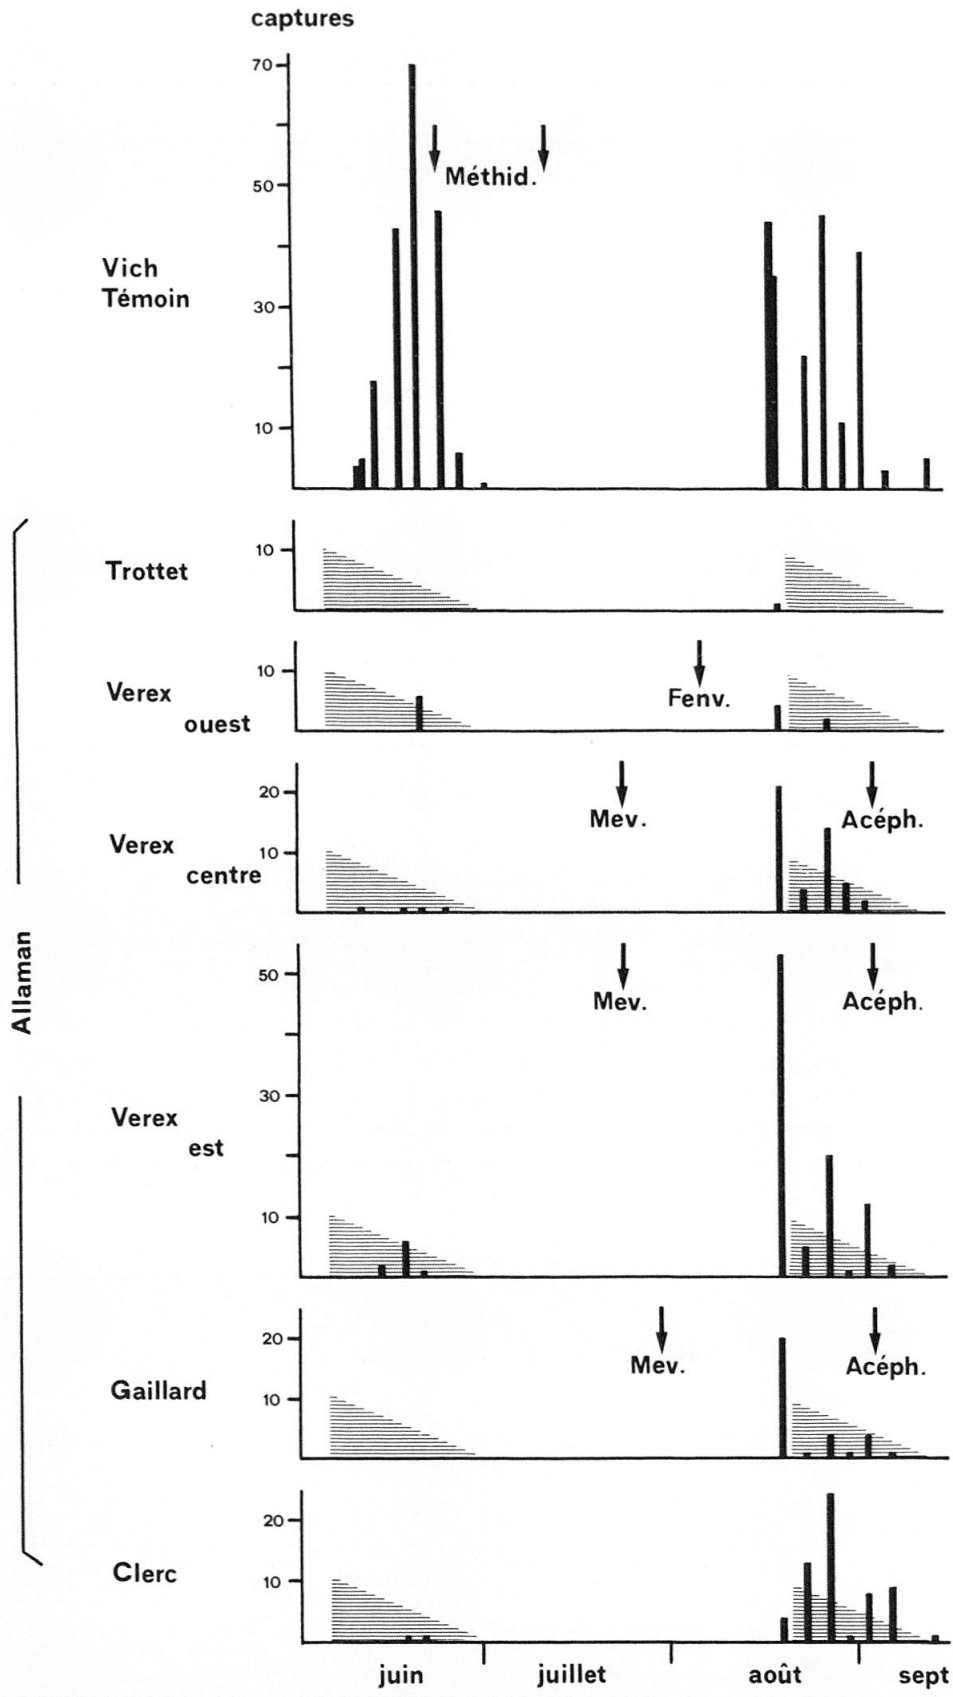 captures
70
50
30
10
Méthid.
Vich
Témoin
Allaman
10
Trottet
10
Verex
ouest
Fenv.
20
10
Verex
centre
Mev.
Acéph.
50
30
10
Verex
est
Mev.
Acéph.
20
10
Gaillard
Mev.
Acéph.
20
10
Clerc
juin
juillet
août
sept